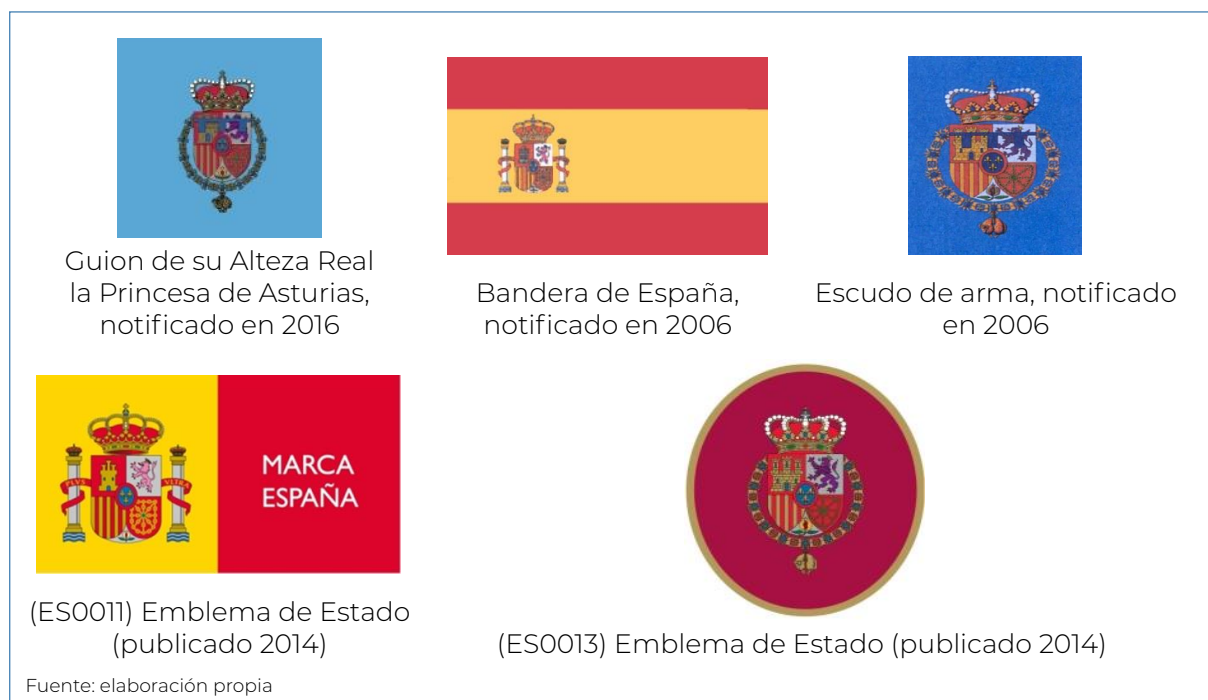 Guion de su Alteza Real
la Princesa de Asturias,
notificado en 2016
Bandera de España,
notificado en 2006
Escudo de arma, notificado
en 2006
PLUS VLTRA
MARCA
ESPAÑA
(ES0011) Emblema de Estado
(publicado 2014)
(ES0013) Emblema de Estado (publicado 2014)
Fuente: elaboración propia